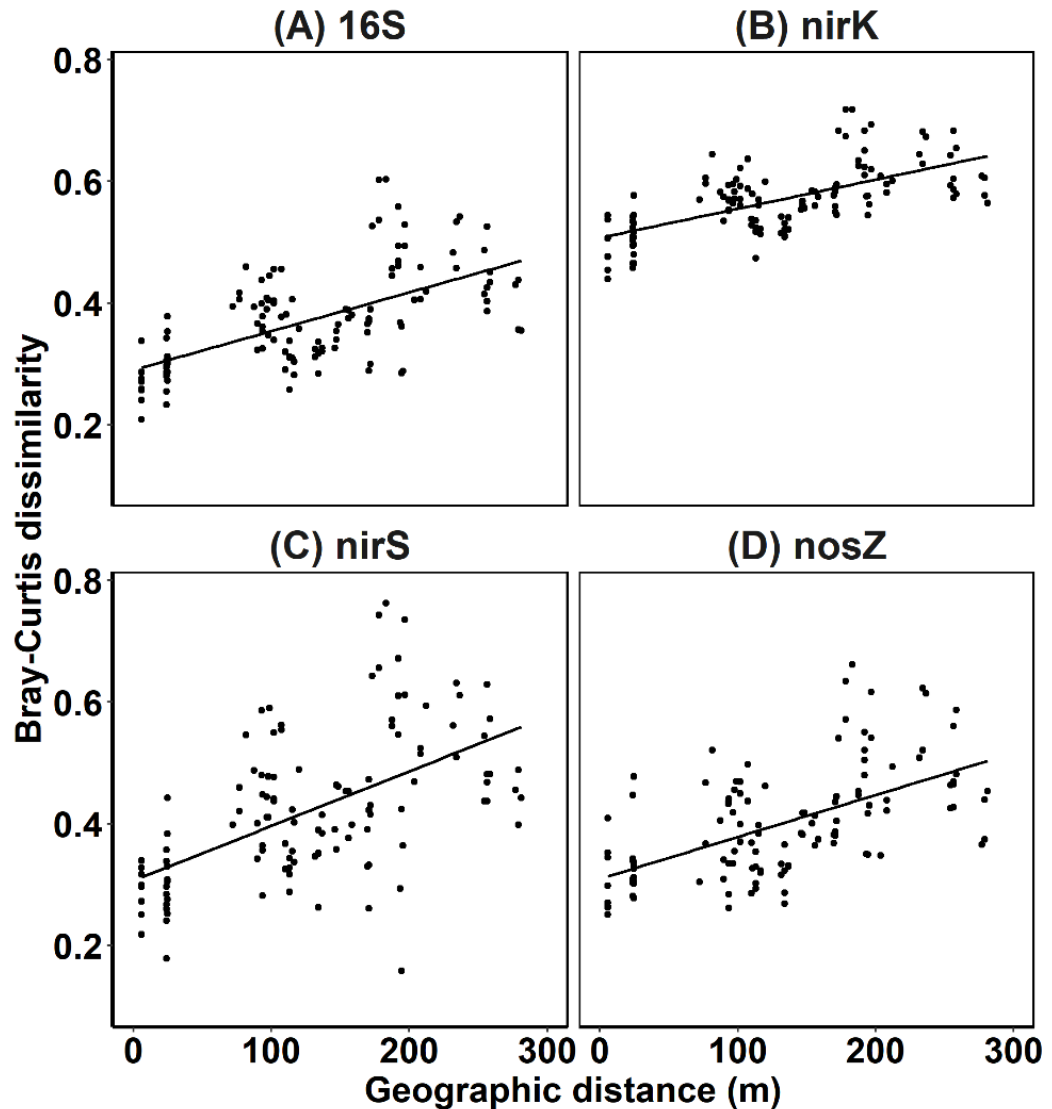 (A) 16S
(B) nirK
0.8
0.6
0.4
0.2
Bray-Curtis dissimilarity
(C) nirS
(D) nosZ
0.8
0.6
0.4
0.2
0 100 200 300
0 100 200 300
Geographic distance (m)